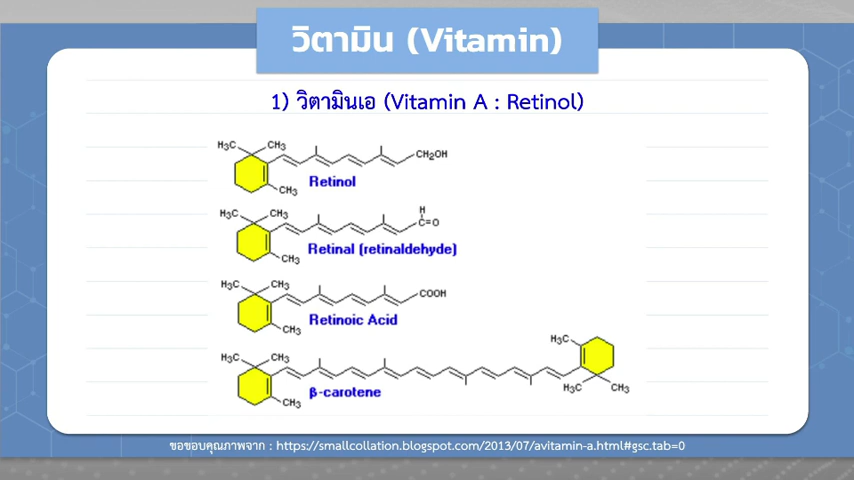 วิตามิน (Vitamin)
1) วิตามินเอ (Vitamin A : Retinol)
H3C CH3 CH2OH
CH3
Retinol
H
H3C CH3 C=O
CH3
Retinal (retinaldehyde)
H3C CH3 COOH
CH3
Retinoic Acid
H3C
H3C CH3
H3C CH3
CH3
β-carotene
ขอขอบคุณภาพจาก : https://smallcollation.blogspot.com/2013/07/avitamin-a.html#gsc.tab=0